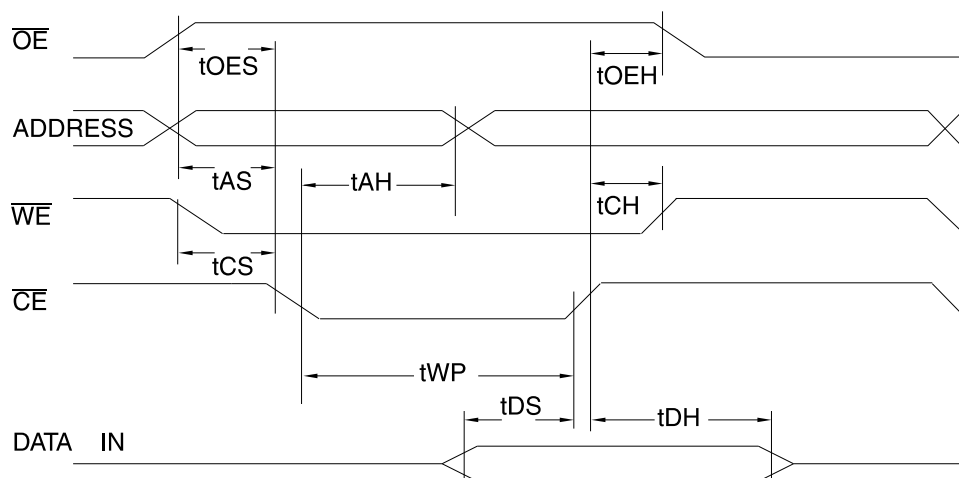 OE
tOES
tOEH
ADDRESS
tAS
tAH
tCH
WE
tCS
CE
tWP
tDS
tDH
DATA IN